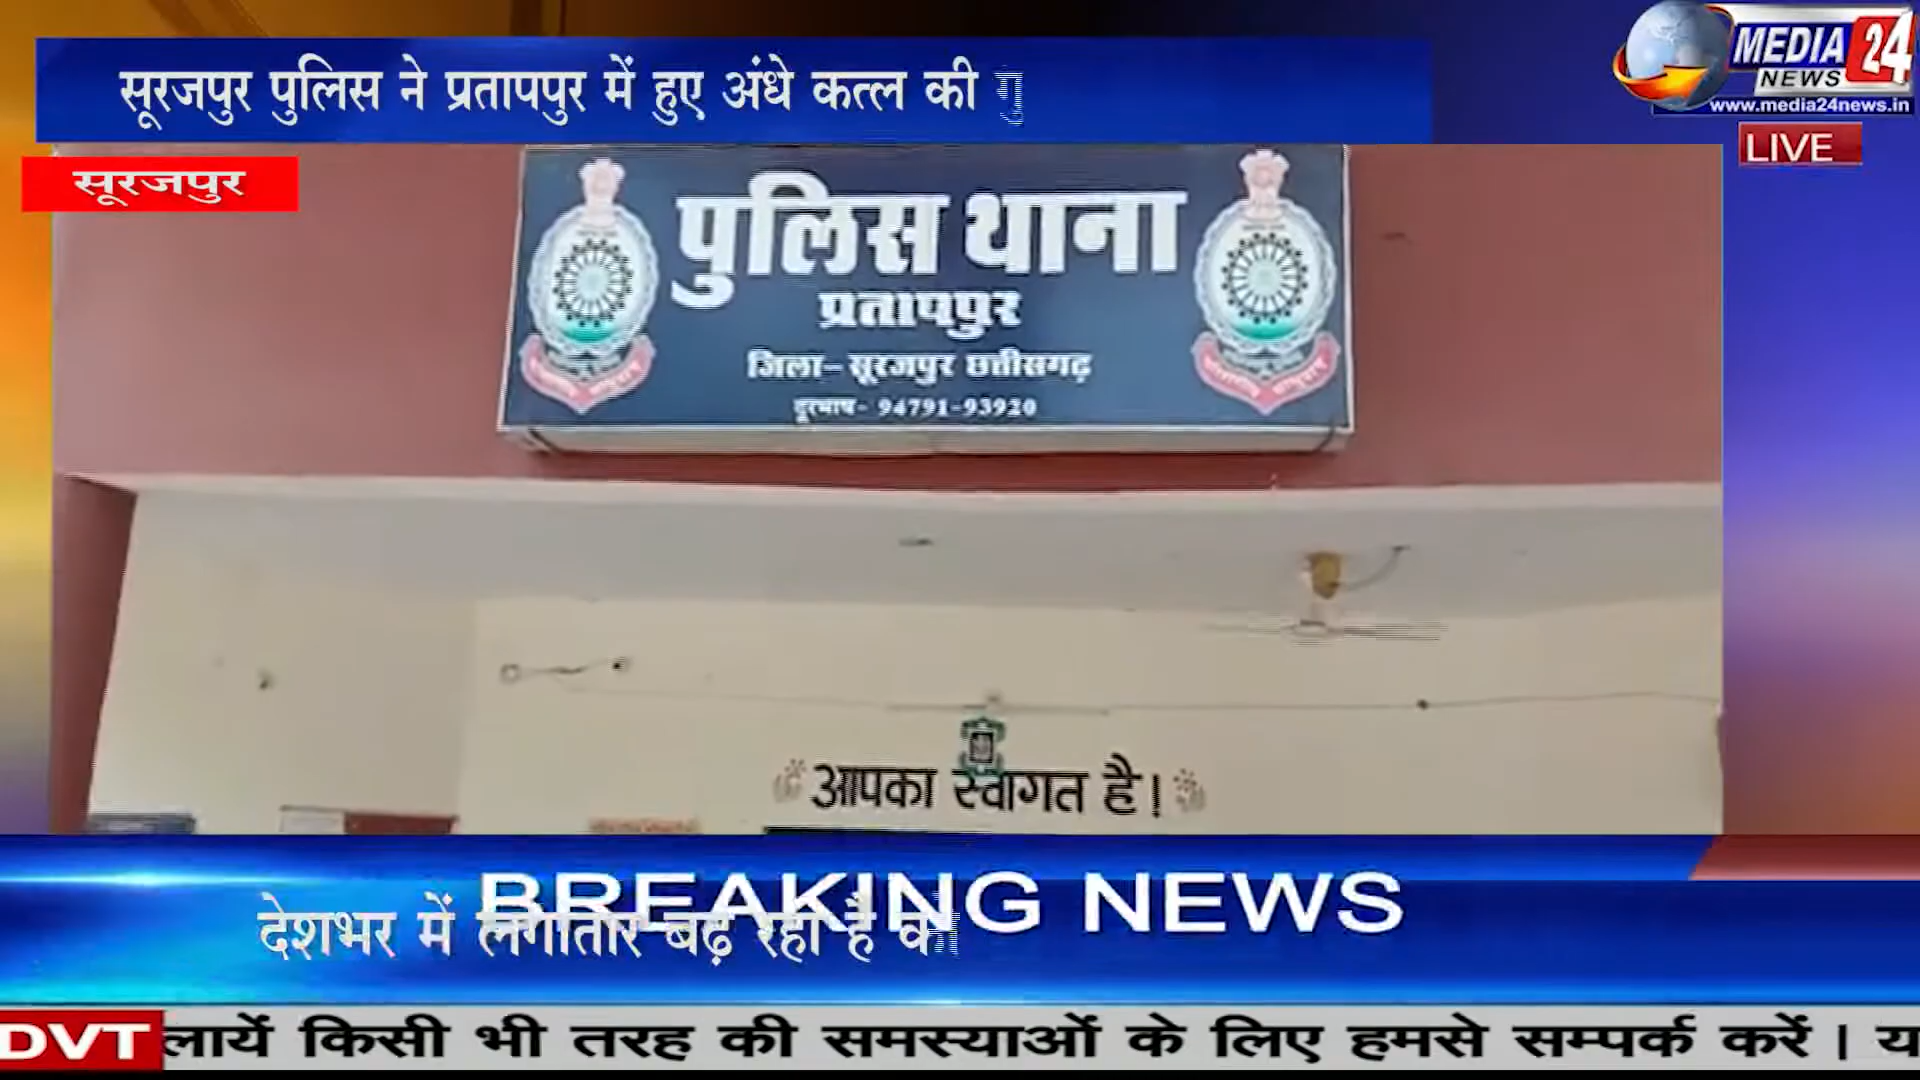 सूरजपुर पुलिस ने प्रतापपुर में हुए अंधे कत्ल की गु
MEDIA 24
NEWS
www.media24news.in
LIVE
सूरजपुर
पुलिस थाना
प्रतापपुर
जिला-सूरजपुर छत्तीसगढ़
दूरभाष- 94791-93920
आपका स्वागत है!
BREAKING NEWS
देशभर में लगातार बढ़ रहा है
DVT लायें किसी भी तरह की समस्याओं के लिए हमसे सम्पर्क करें । य